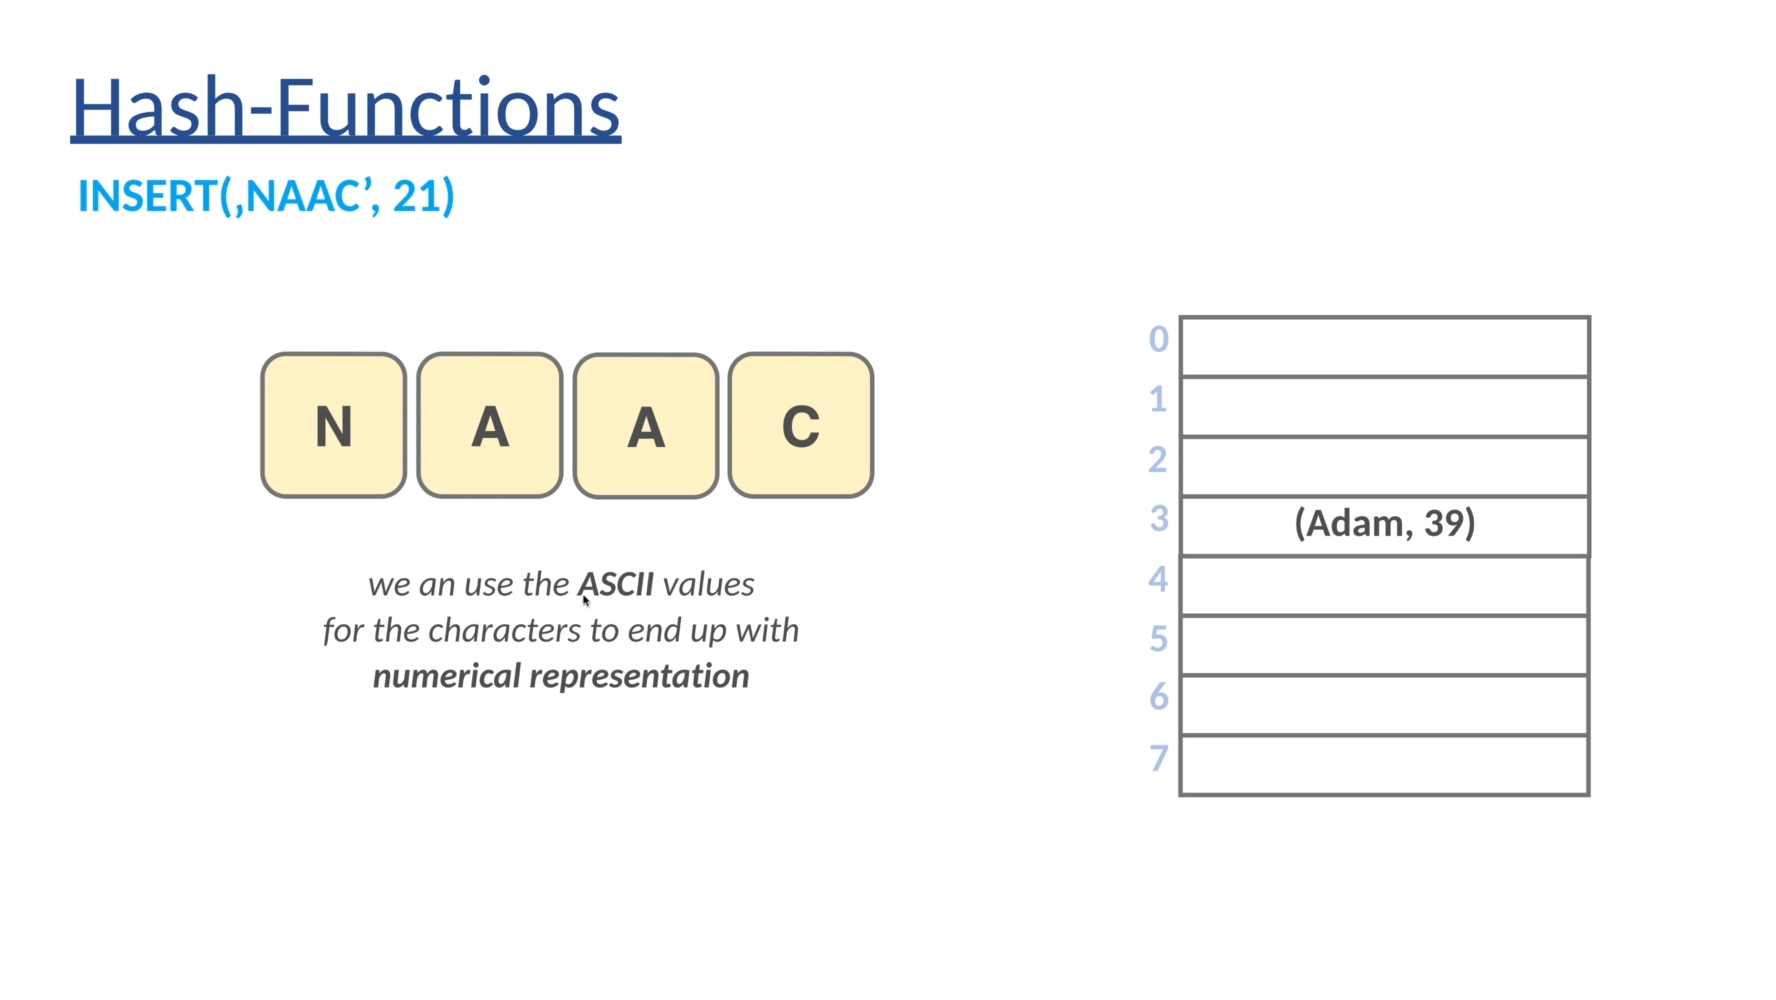 Hash-Functions
INSERT(,NAAC’, 21)
N A A C
we an use the ASCII values
for the characters to end up with
numerical representation
0
1
2
3 (Adam, 39)
4
5
6
7